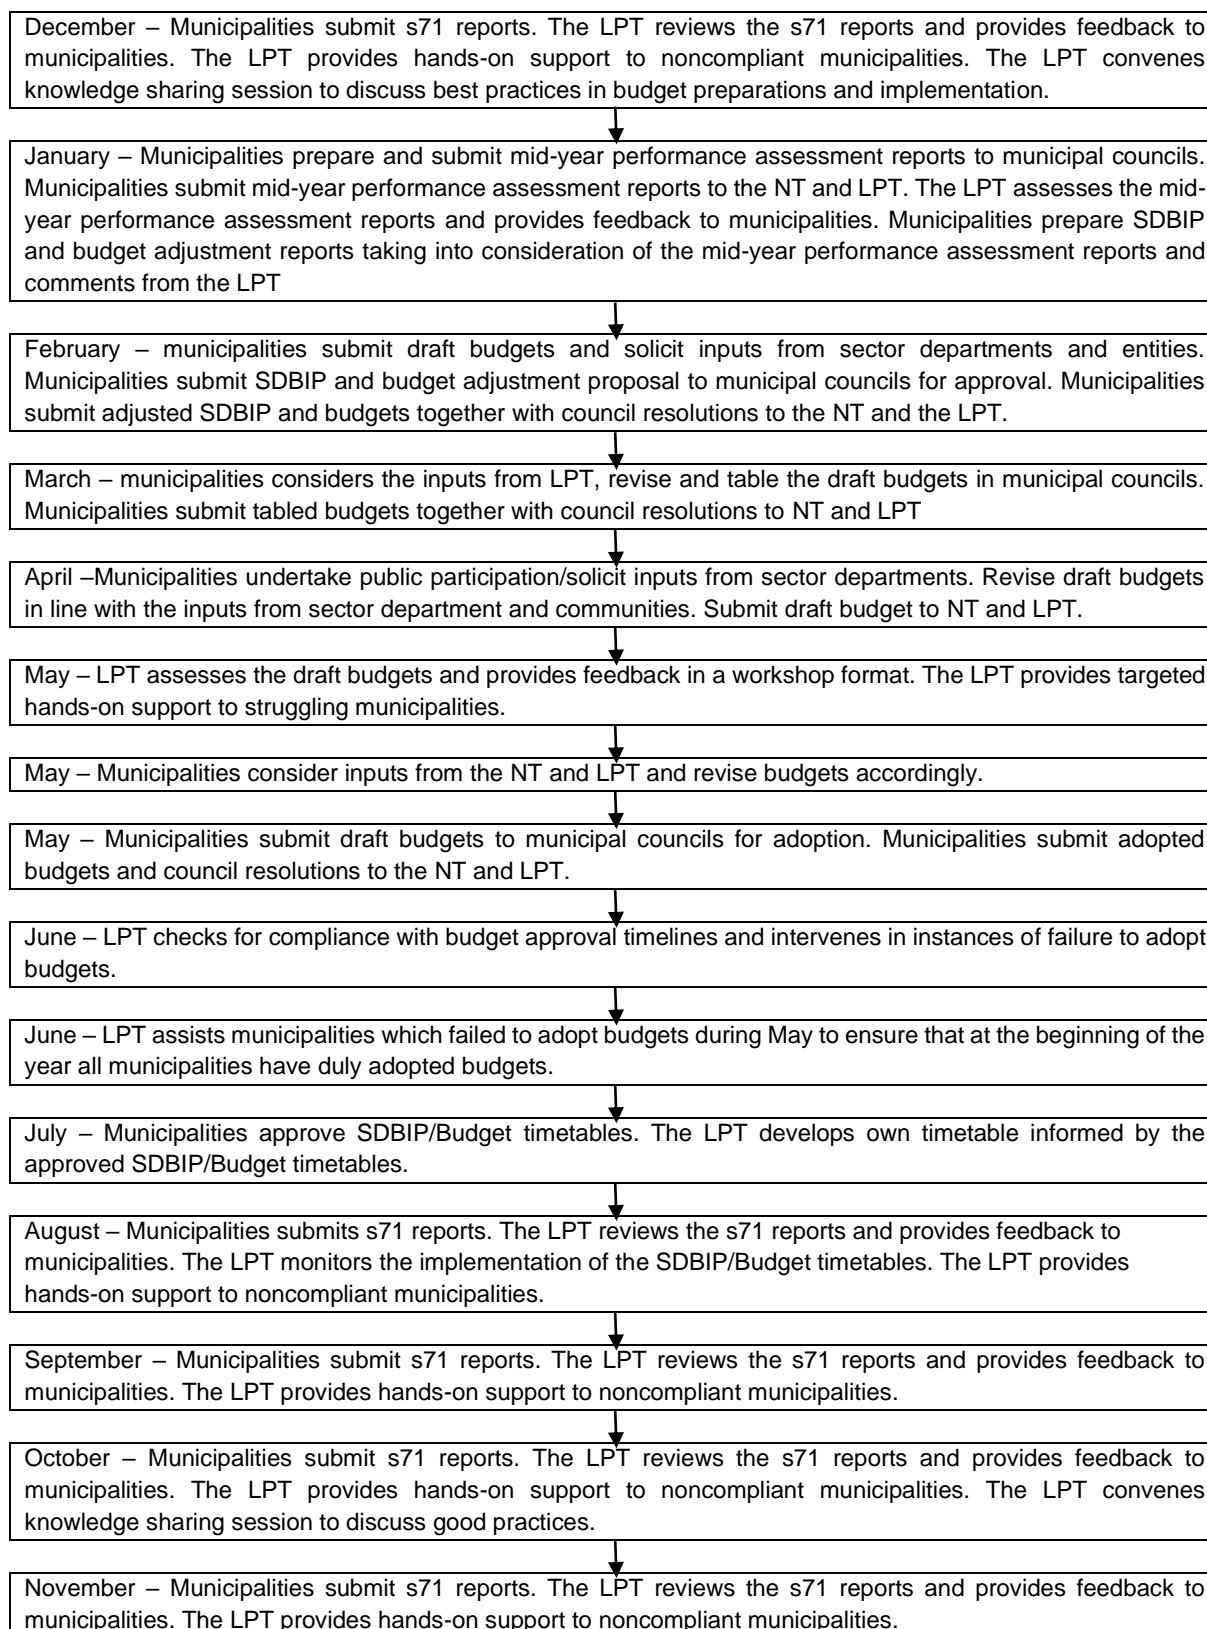 December – Municipalities submit s71 reports. The LPT reviews the s71 reports and provides feedback to
municipalities. The LPT provides hands-on support to noncompliant municipalities. The LPT convenes
knowledge sharing session to discuss best practices in budget preparations and implementation.
January – Municipalities prepare and submit mid-year performance assessment reports to municipal councils.
Municipalities submit mid-year performance assessment reports to the NT and LPT. The LPT assesses the mid-
year performance assessment reports and provides feedback to municipalities. Municipalities prepare SDBIP
and budget adjustment reports taking into consideration of the mid-year performance assessment reports and
comments from the LPT
February – municipalities submit draft budgets and solicit inputs from sector departments and entities.
Municipalities submit SDBIP and budget adjustment proposal to municipal councils for approval. Municipalities
submit adjusted SDBIP and budgets together with council resolutions to the NT and the LPT.
March – municipalities considers the inputs from LPT, revise and table the draft budgets in municipal councils.
Municipalities submit tabled budgets together with council resolutions to NT and LPT
April –Municipalities undertake public participation/solicit inputs from sector departments. Revise draft budgets
in line with the inputs from sector department and communities. Submit draft budget to NT and LPT.
May – LPT assesses the draft budgets and provides feedback in a workshop format. The LPT provides targeted
hands-on support to struggling municipalities.
May – Municipalities consider inputs from the NT and LPT and revise budgets accordingly.
May – Municipalities submit draft budgets to municipal councils for adoption. Municipalities submit adopted
budgets and council resolutions to the NT and LPT.
June – LPT checks for compliance with budget approval timelines and intervenes in instances of failure to adopt
budgets.
June – LPT assists municipalities which failed to adopt budgets during May to ensure that at the beginning of the
year all municipalities have duly adopted budgets.
July – Municipalities approve SDBIP/Budget timetables. The LPT develops own timetable informed by the
approved SDBIP/Budget timetables.
August – Municipalities submits s71 reports. The LPT reviews the s71 reports and provides feedback to
municipalities. The LPT monitors the implementation of the SDBIP/Budget timetables. The LPT provides
hands-on support to noncompliant municipalities.
September – Municipalities submit s71 reports. The LPT reviews the s71 reports and provides feedback to
municipalities. The LPT provides hands-on support to noncompliant municipalities.
October – Municipalities submit s71 reports. The LPT reviews the s71 reports and provides feedback to
municipalities. The LPT provides hands-on support to noncompliant municipalities. The LPT convenes
knowledge sharing session to discuss good practices.
November – Municipalities submit s71 reports. The LPT reviews the s71 reports and provides feedback to
municipalities. The LPT provides hands-on support to noncompliant municipalities.